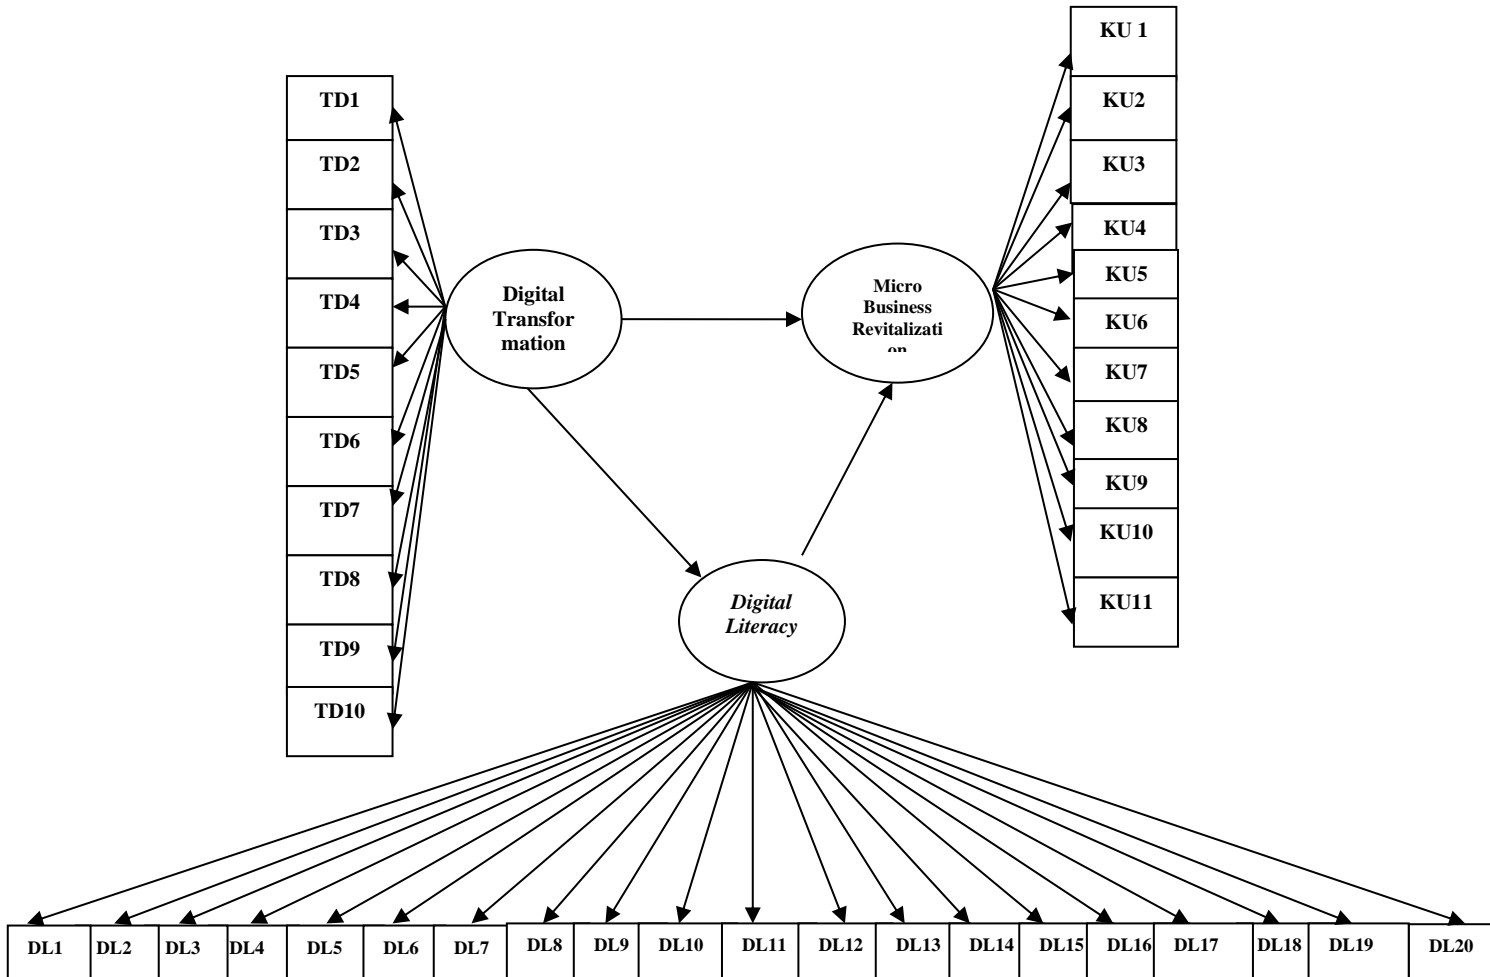 KU 1
TD1
KU2
TD2
KU3
TD3
KU4
KU5
TD4
KU6
Digital
Transfor
mation
Micro
Business
Revitalizati
on
TD5
KU7
TD6
KU8
KU9
TD7
KU10
TD8
KU11
Digital
Literacy
TD9
TD10
DL1
DL2
DL3
DL4
DL5
DL6
DL7
DL8
DL9
DL10
DL11
DL12
DL13
DL14
DL15
DL16
DL17
DL18
DL19
DL20